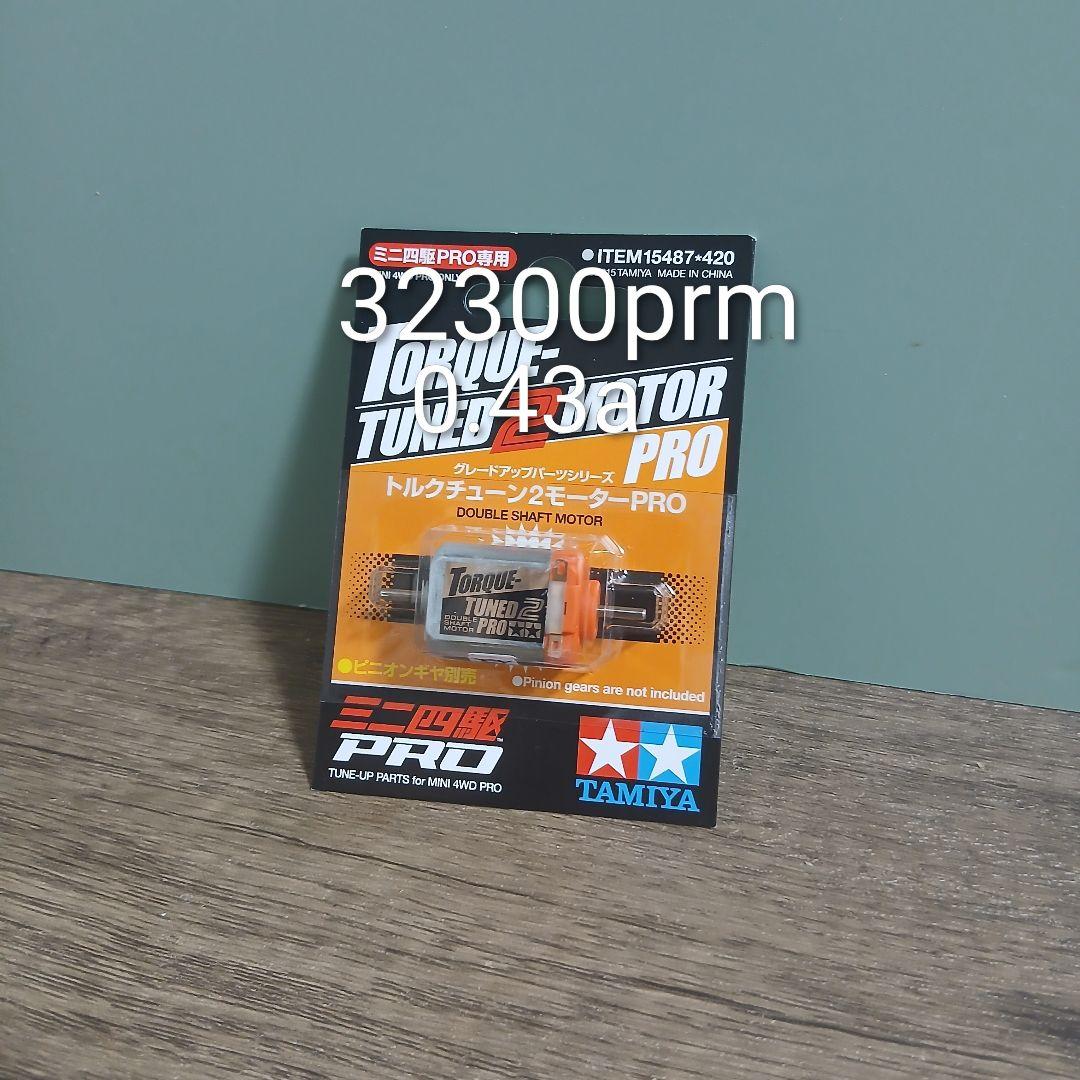 ミニ四駆PRO専用
●ITEM15487*420
TAMIYA MADE IN CHINA
32300prm
TORQUE-
0.43a
TUNED 2 MOTOR
PRO
グレードアップパーツシリーズ
トルクチューン2モーターPRO
DOUBLE SHAFT MOTOR
TORQUE-
TUNED 2
DOUBLE
SHAFT
MOTOR
PRO
●ピニオンギヤ別売
●Pinion gears are not included
ミニ四駆
PRO
TUNE-UP PARTS for MINI 4WD PRO
TAMIYA